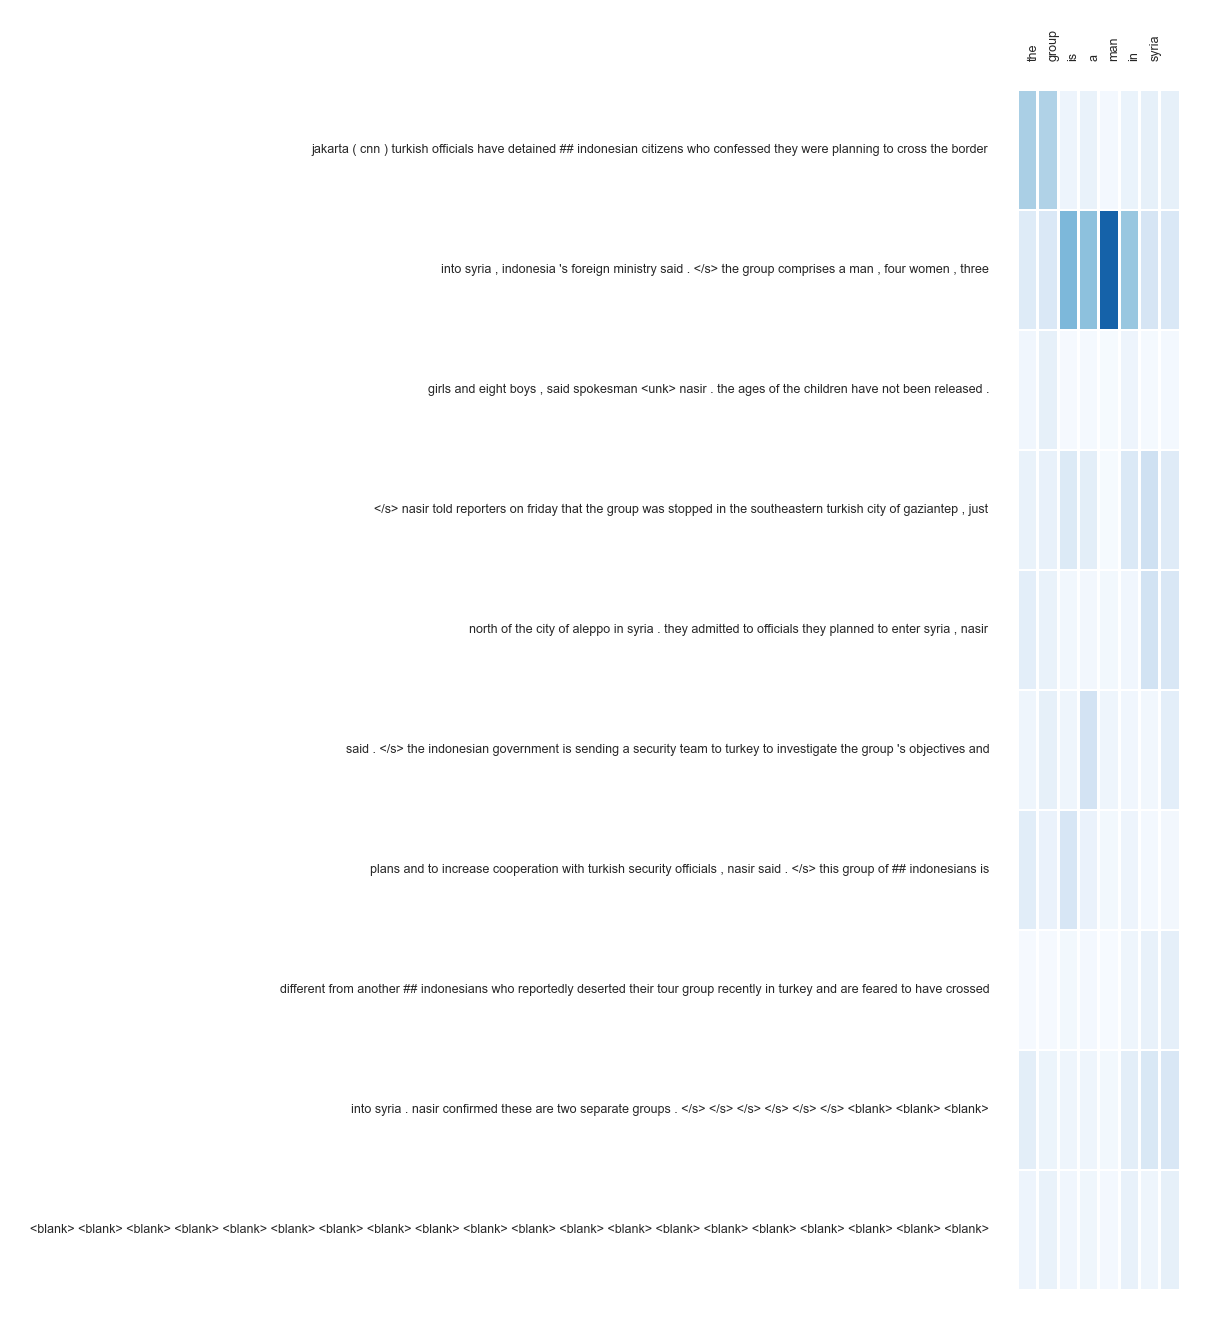 the group is a man in syria
jakarta ( cnn ) turkish officials have detained ## indonesian citizens who confessed they were planning to cross the border
into syria , indonesia 's foreign ministry said . </s> the group comprises a man , four women , three
girls and eight boys , said spokesman <unk> nasir . the ages of the children have not been released .
</s> nasir told reporters on friday that the group was stopped in the southeastern turkish city of gaziantep , just
north of the city of aleppo in syria . they admitted to officials they planned to enter syria , nasir
said . </s> the indonesian government is sending a security team to turkey to investigate the group 's objectives and
plans and to increase cooperation with turkish security officials , nasir said . </s> this group of ## indonesians is
different from another ## indonesians who reportedly deserted their tour group recently in turkey and are feared to have crossed
into syria . nasir confirmed these are two separate groups . </s> </s> </s> </s> </s> </s> <blank> <blank> <blank>
<blank> <blank> <blank> <blank> <blank> <blank> <blank> <blank> <blank> <blank> <blank> <blank> <blank> <blank> <blank> <blank> <blank> <blank> <blank> <blank>